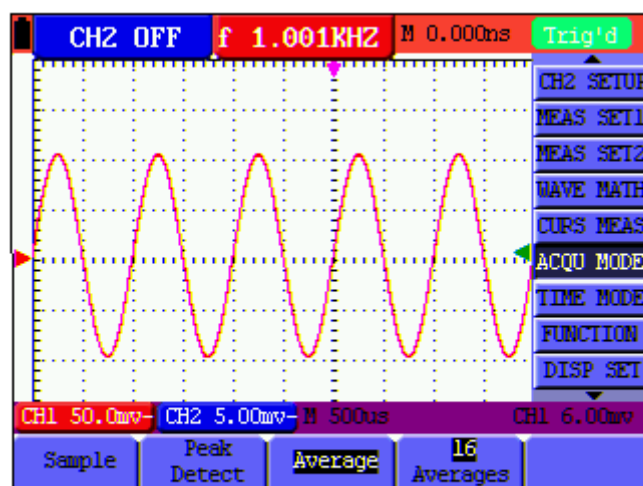 CH2 OFF f 1.001KHZ M 0.000ns Trig'd
CH2 SETUP
MEAS SET1
MEAS SET2
WAVE MATH
CURS MEAS
ACQU MODE
TIME MODE
FUNCTION
DISP SET
CH1 50.0mv- CH2 5.00mv- M 500us CH1 6.00mv
Sample
Peak
Detect
Average
16
Averages